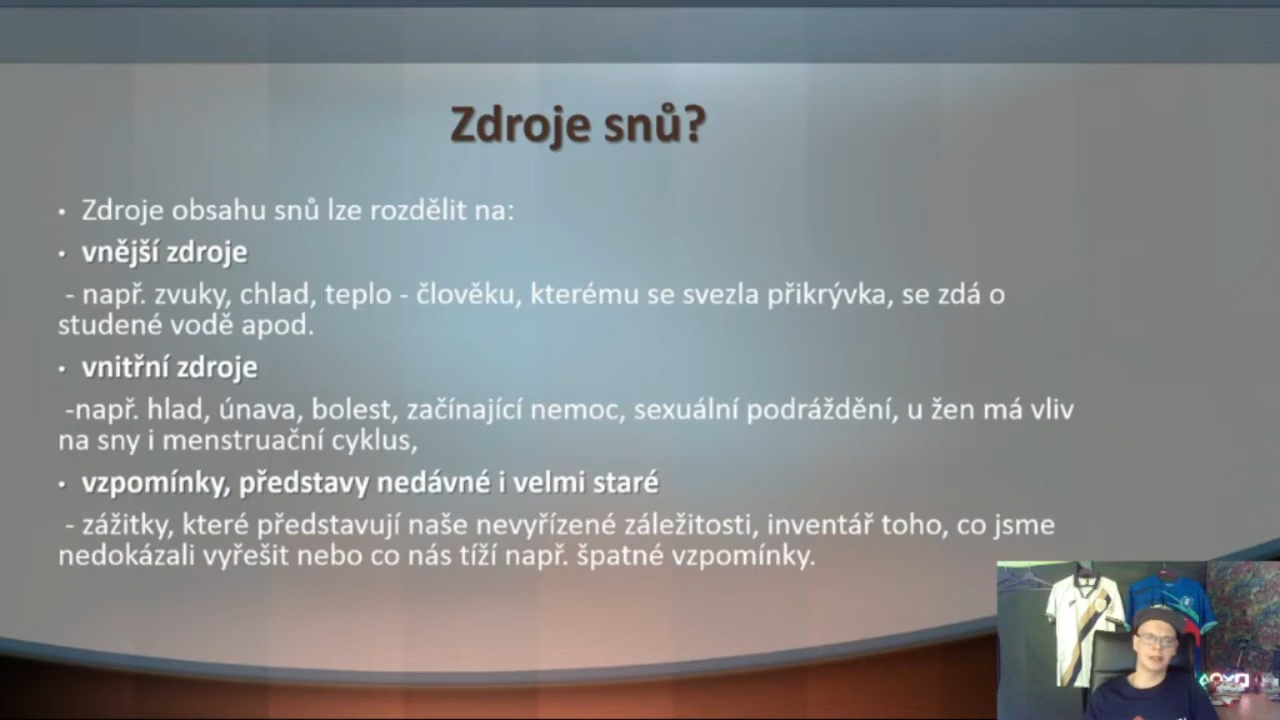 Zdroje snů?
• Zdroje obsahu snů lze rozdělit na:
• vnější zdroje
- např. zvuky, chlad, teplo - člověku, kterému se svezla přikrývka, se zdá o
studené vodě apod.
• vnitřní zdroje
-např. hlad, únava, bolest, začínající nemoc, sexuální podráždění, u žen má vliv
na sny i menstruační cyklus,
• vzpomínky, představy nedávné i velmi staré
- zážitky, které představují naše nevyřízené záležitosti, inventář toho, co jsme
nedokázali vyřešit nebo co nás tíží např. špatné vzpomínky.